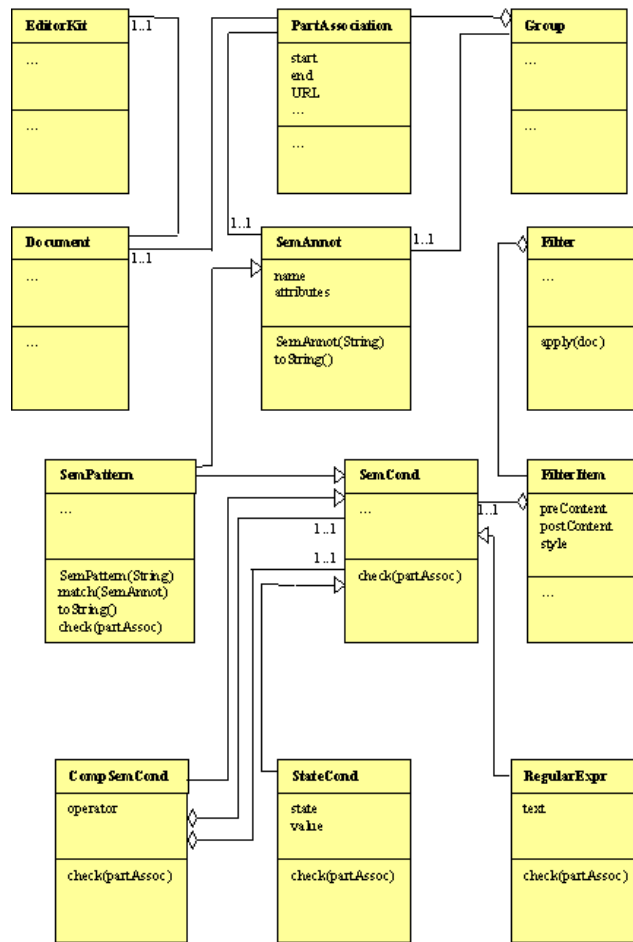 EditorKit
...
...
1..1
PartAssociation
start
end
URL
...
...
Group
...
...
Document
...
...
1..1
1..1
SemAnnot
name
attributes
SemAnnot(String)
toString()
1..1
Filter
...
apply(doc)
SemPattern
...
SemPattern(String)
match(SemAnnot)
toString()
check(partAssoc)
SemCond
...
check(partAssoc)
1..1
1..1
1..1
FilterItem
preContent
postContent
style
...
CompSemCond
operator
check(partAssoc)
StateCond
state
value
check(partAssoc)
RegularExpr
text
check(partAssoc)